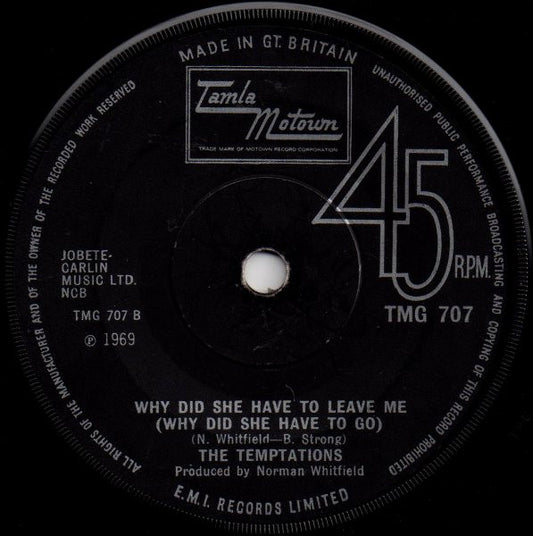 MADE IN GT. BRITAIN
UNAUTHORISED PUBLIC PERFORMANCE BROADCASTING AND COPYING OF THIS RECORD PROHIBITED
ALL RIGHTS OF THE MANUFACTURER AND OF THE OWNER OF THE RECORDED WORK RESERVED
Tamla
Motown
TRADE MARK OF MOTOWN RECORD CORPORATION
45 R.P.M.
JOBETE-
CARLIN
MUSIC LTD.
NCB
TMG 707 B
℗ 1969
TMG 707
WHY DID SHE HAVE TO LEAVE ME
(WHY DID SHE HAVE TO GO)
(N. Whitfield—B. Strong)
THE TEMPTATIONS
Produced by Norman Whitfield
E.M.I. RECORDS LIMITED